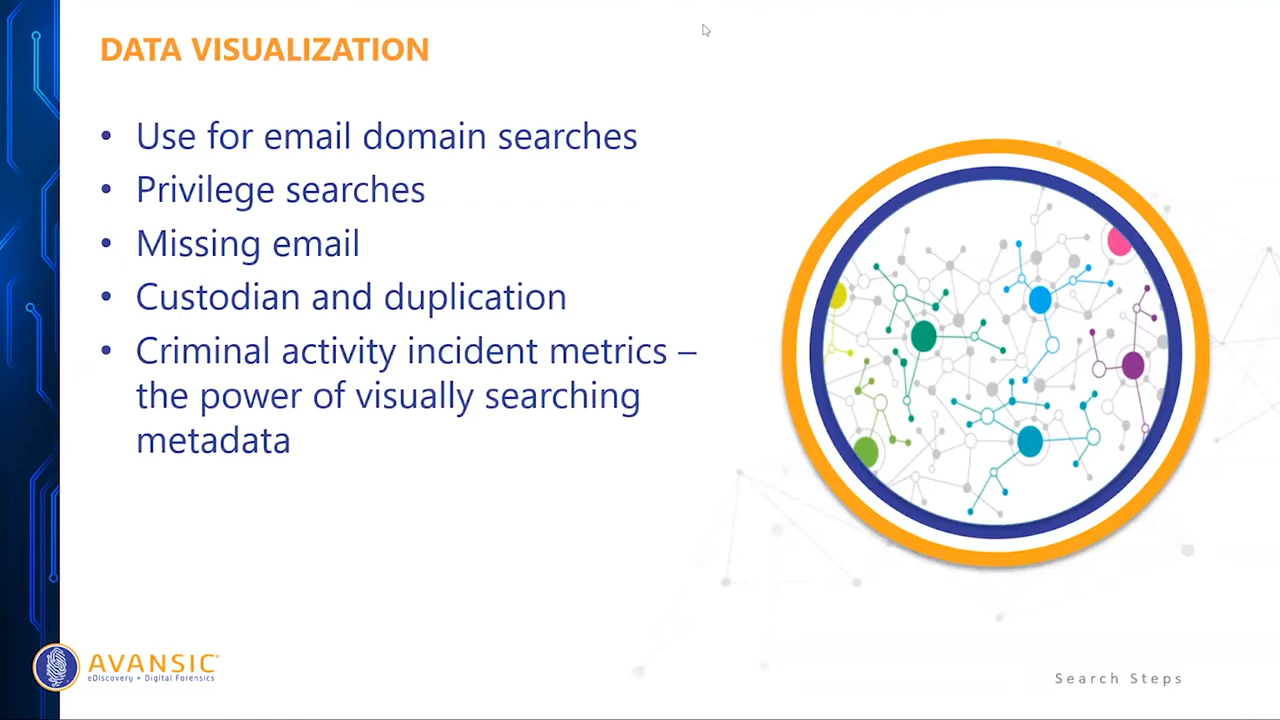 DATA VISUALIZATION
• Use for email domain searches
• Privilege searches
• Missing email
• Custodian and duplication
• Criminal activity incident metrics –
the power of visually searching
metadata
AVANSIC
eDiscovery + Digital Forensics
Search Steps